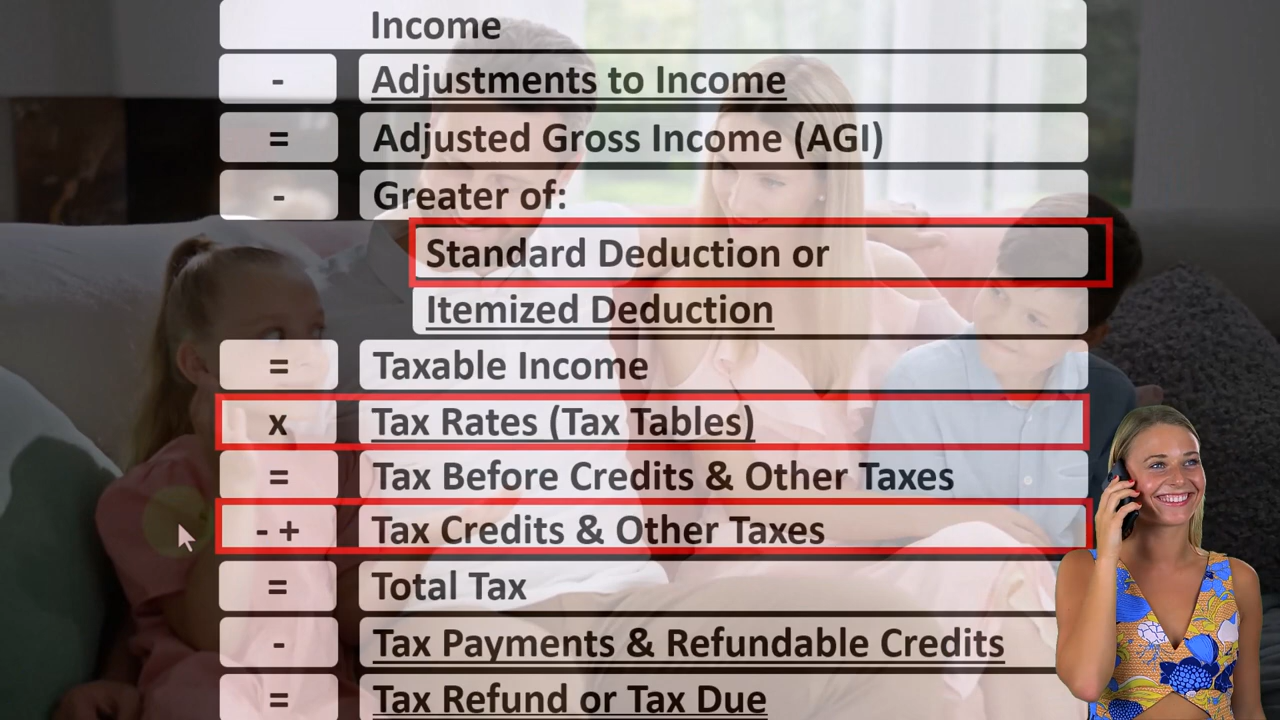 Income
- Adjustments to Income
= Adjusted Gross Income (AGI)
- Greater of:
Standard Deduction or
Itemized Deduction
= Taxable Income
x Tax Rates (Tax Tables)
= Tax Before Credits & Other Taxes
- + Tax Credits & Other Taxes
= Total Tax
- Tax Payments & Refundable Credits
= Tax Refund or Tax Due